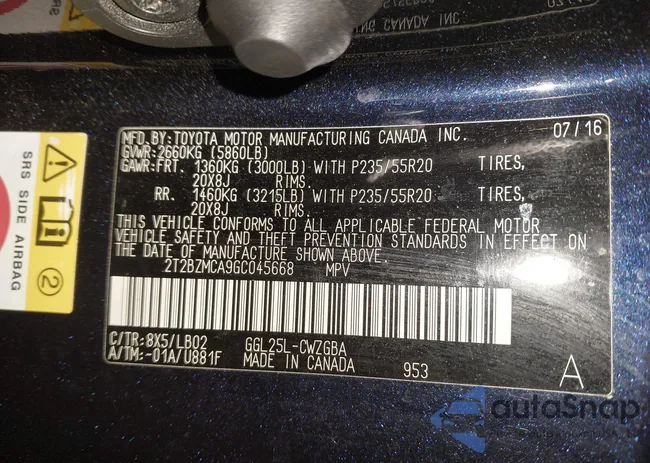 07/16
MFD.BY: TOYOTA MOTOR MANUFACTURING CANADA INC.
GVWR: 2660KG (5860LB)
GAWR:FRT. 1360KG (3000LB) WITH P235/55R20 TIRES,
20X8J RIMS.
RR. 1460KG (3215LB) WITH P235/55R20 TIRES,
20X8J RIMS.
THIS VEHICLE CONFORMS TO ALL APPLICABLE FEDERAL MOTOR
VEHICLE SAFETY AND THEFT PREVENTION STANDARDS IN EFFECT ON
THE DATE OF MANUFACTURE SHOWN ABOVE.
2T2BZMCA9GC045668 MPV
C/TR: 8X5/LB02 GGL25L-CWZGBA
A/TM: -01A/U881F MADE IN CANADA 953 A
SRS SIDE AIRBAG
2
autoSnap